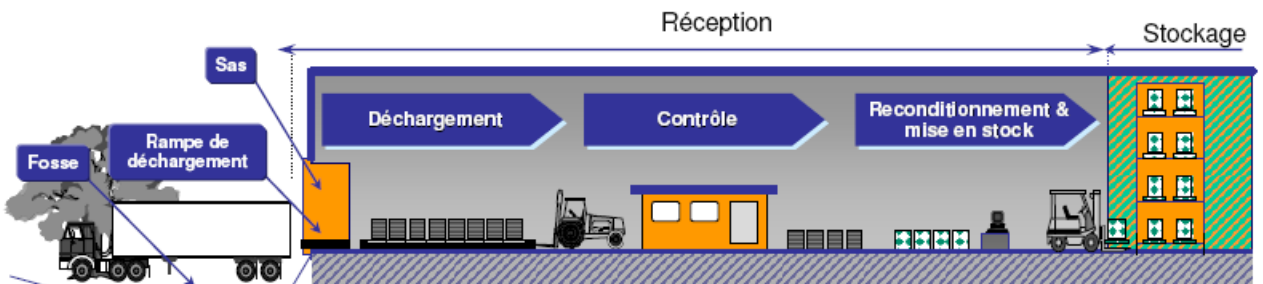 Réception
Stockage
Sas
Déchargement
Contrôle
Reconditionnement &
mise en stock
Rampe de
déchargement
Fosse